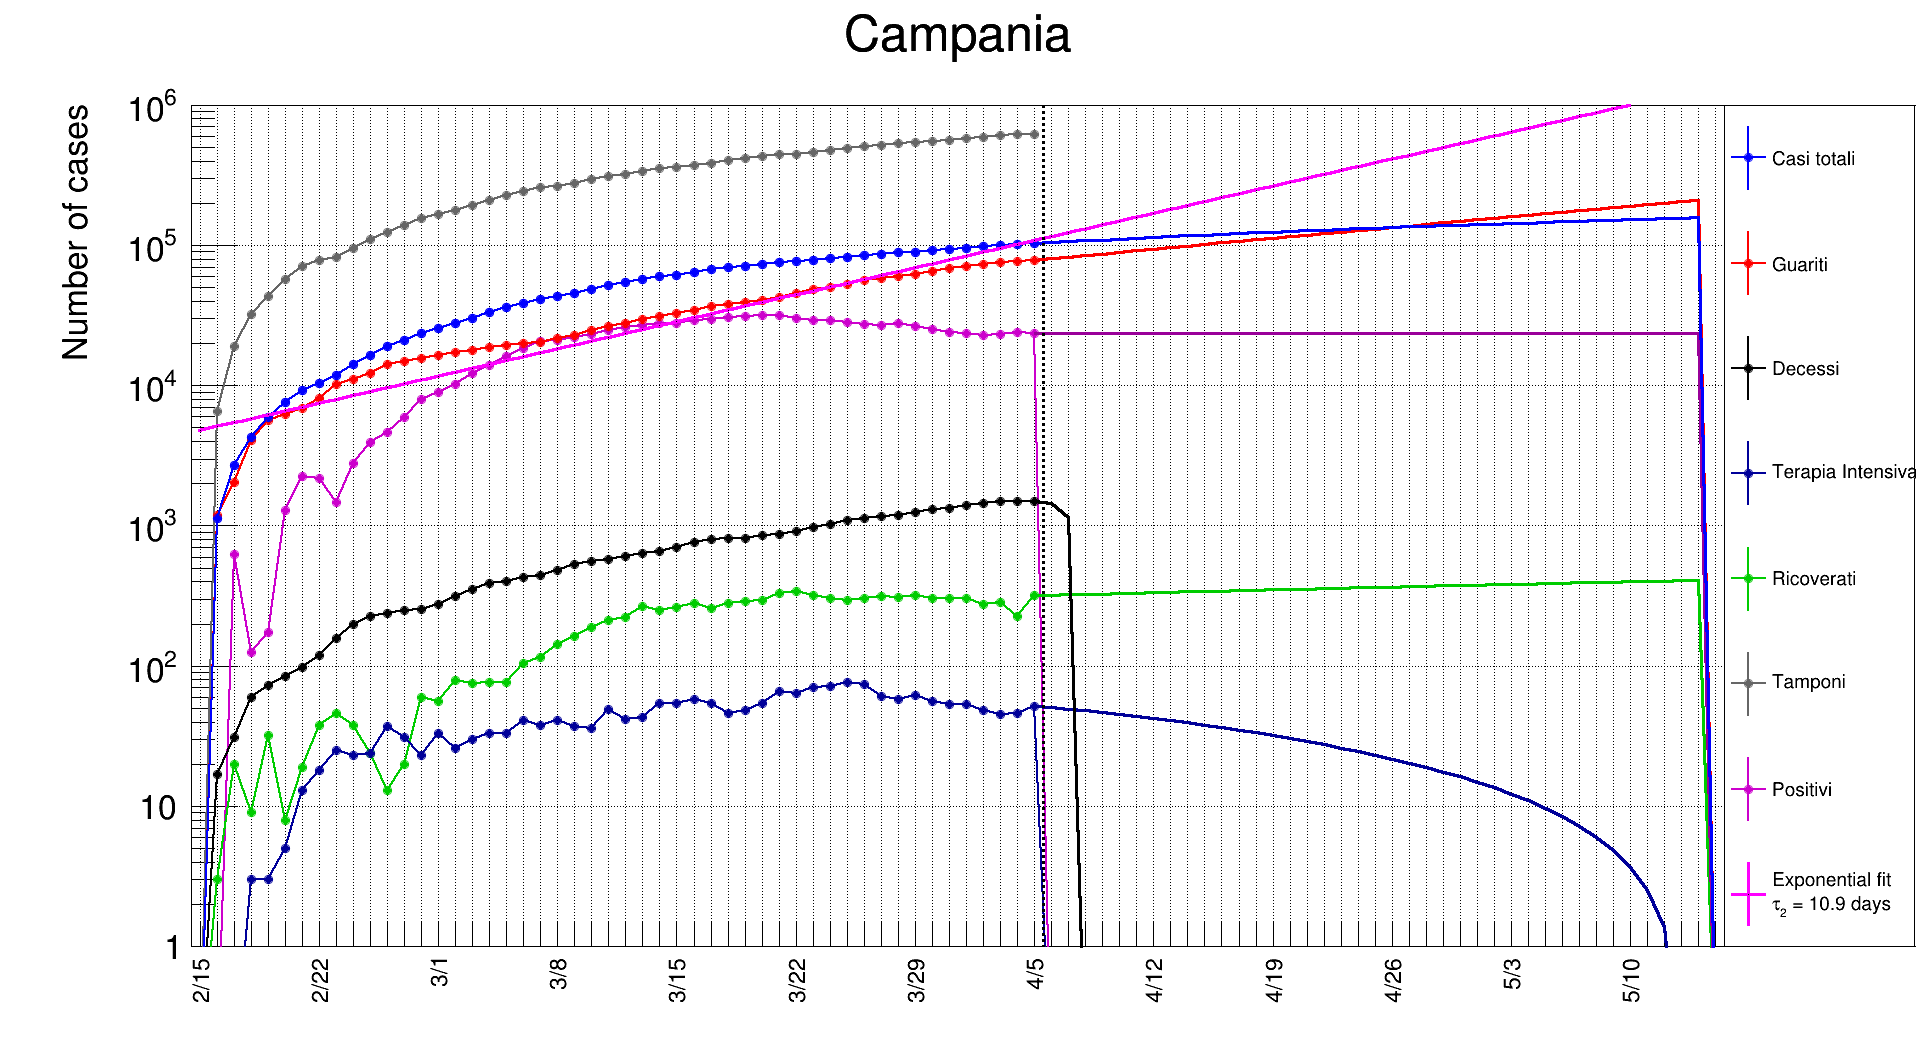 Campania
Number of cases
10^6
10^5
10^4
10^3
10^2
10
1
2/15 2/22 3/1 3/8 3/15 3/22 3/29 4/5 4/12 4/19 4/26 5/3 5/10
Casi totali
Guariti
Decessi
Terapia Intensiva
Ricoverati
Tamponi
Positivi
Exponential fit
τ₂ = 10.9 days